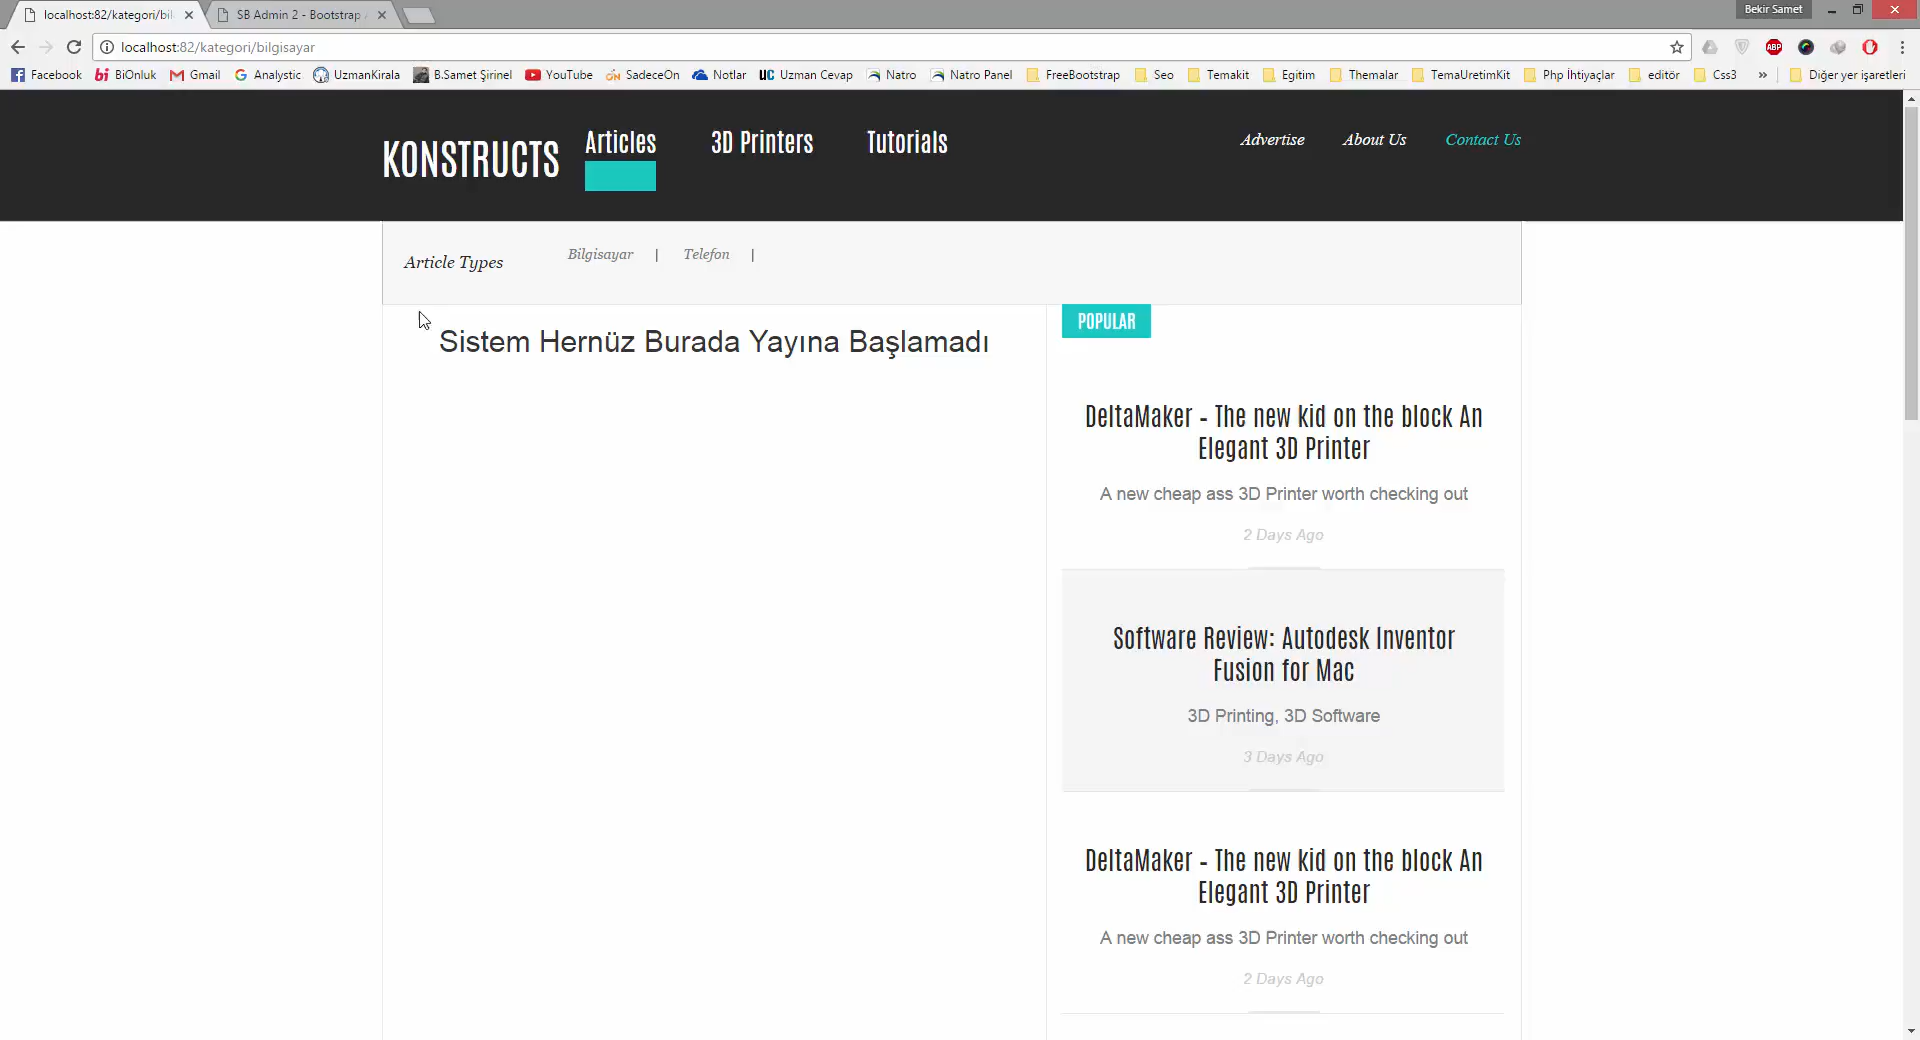 localhost:82/kategori/bil
SB Admin 2 - Bootstrap
Bekir Samet
localhost:82/kategori/bilgisayar
ABP
Facebook
BiOnluk
Gmail
Analystic
UzmanKirala
B.Samet Şirinel
YouTube
SadeceOn
Notlar
Uzman Cevap
Natro
Natro Panel
FreeBootstrap
Seo
Temakit
Egitim
Themalar
TemaUretimKit
Php İhtiyaçlar
editör
Css3
»
Diğer yer işaretleri
KONSTRUCTS
Articles
3D Printers
Tutorials
Advertise
About Us
Contact Us
Article Types
Bilgisayar |
Telefon |
Sistem Hernüz Burada Yayına Başlamadı
POPULAR
DeltaMaker - The new kid on the block An
Elegant 3D Printer
A new cheap ass 3D Printer worth checking out
2 Days Ago
Software Review: Autodesk Inventor
Fusion for Mac
3D Printing, 3D Software
3 Days Ago
DeltaMaker - The new kid on the block An
Elegant 3D Printer
A new cheap ass 3D Printer worth checking out
2 Days Ago